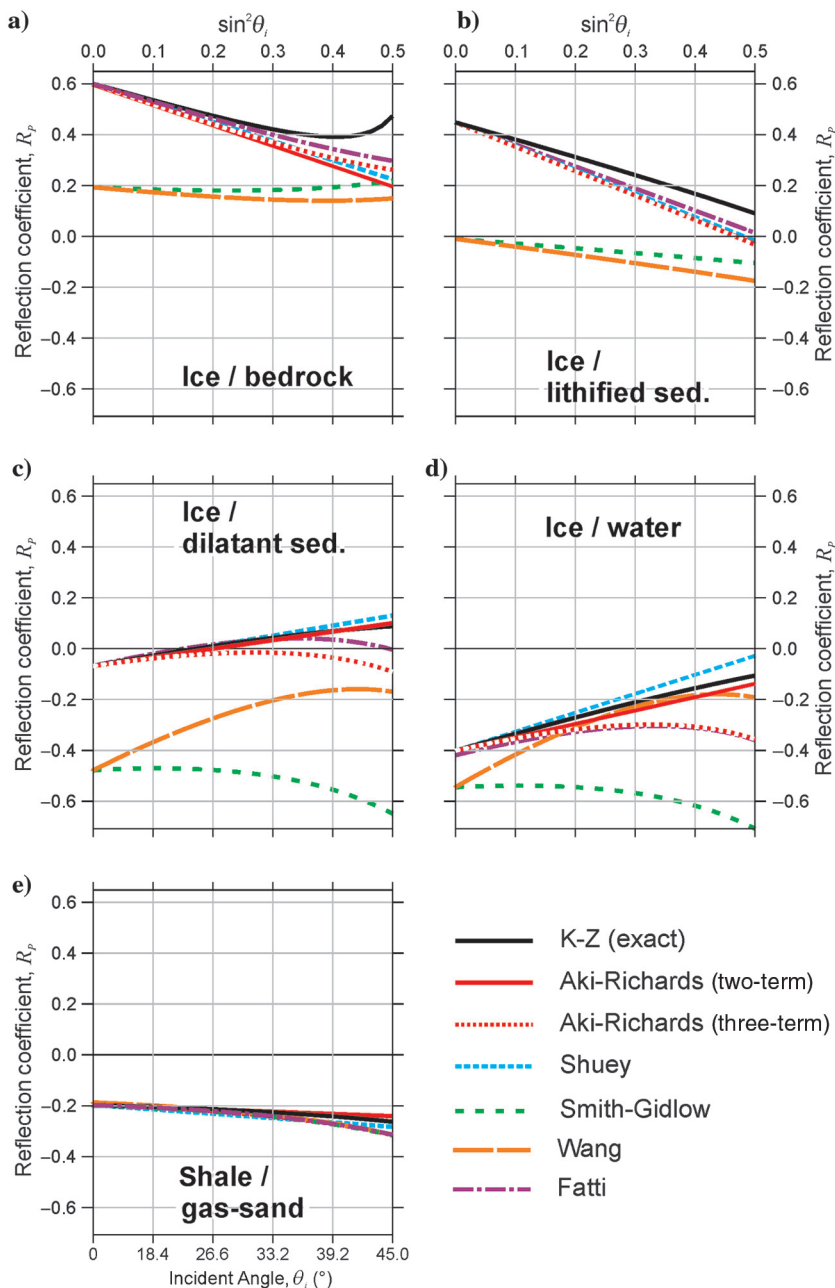 a)
sin²θi
0.0 0.1 0.2 0.3 0.4 0.5
0.6
0.4
0.2
0.0
−0.2
−0.4
−0.6
Reflection coefficient, Rp
Ice / bedrock
b)
sin²θi
0.0 0.1 0.2 0.3 0.4 0.5
0.6
0.4
0.2
0.0
−0.2
−0.4
−0.6
Reflection coefficient, Rp
Ice /
lithified sed.
c)
0.6
0.4
0.2
0.0
−0.2
−0.4
−0.6
Reflection coefficient, Rp
Ice /
dilatant sed.
d)
0.6
0.4
0.2
0.0
−0.2
−0.4
−0.6
Reflection coefficient, Rp
Ice / water
e)
0.6
0.4
0.2
0.0
−0.2
−0.4
−0.6
Reflection coefficient, Rp
Shale /
gas-sand
0 18.4 26.6 33.2 39.2 45.0
Incident Angle, θi (°)
K-Z (exact)
Aki-Richards (two-term)
Aki-Richards (three-term)
Shuey
Smith-Gidlow
Wang
Fatti